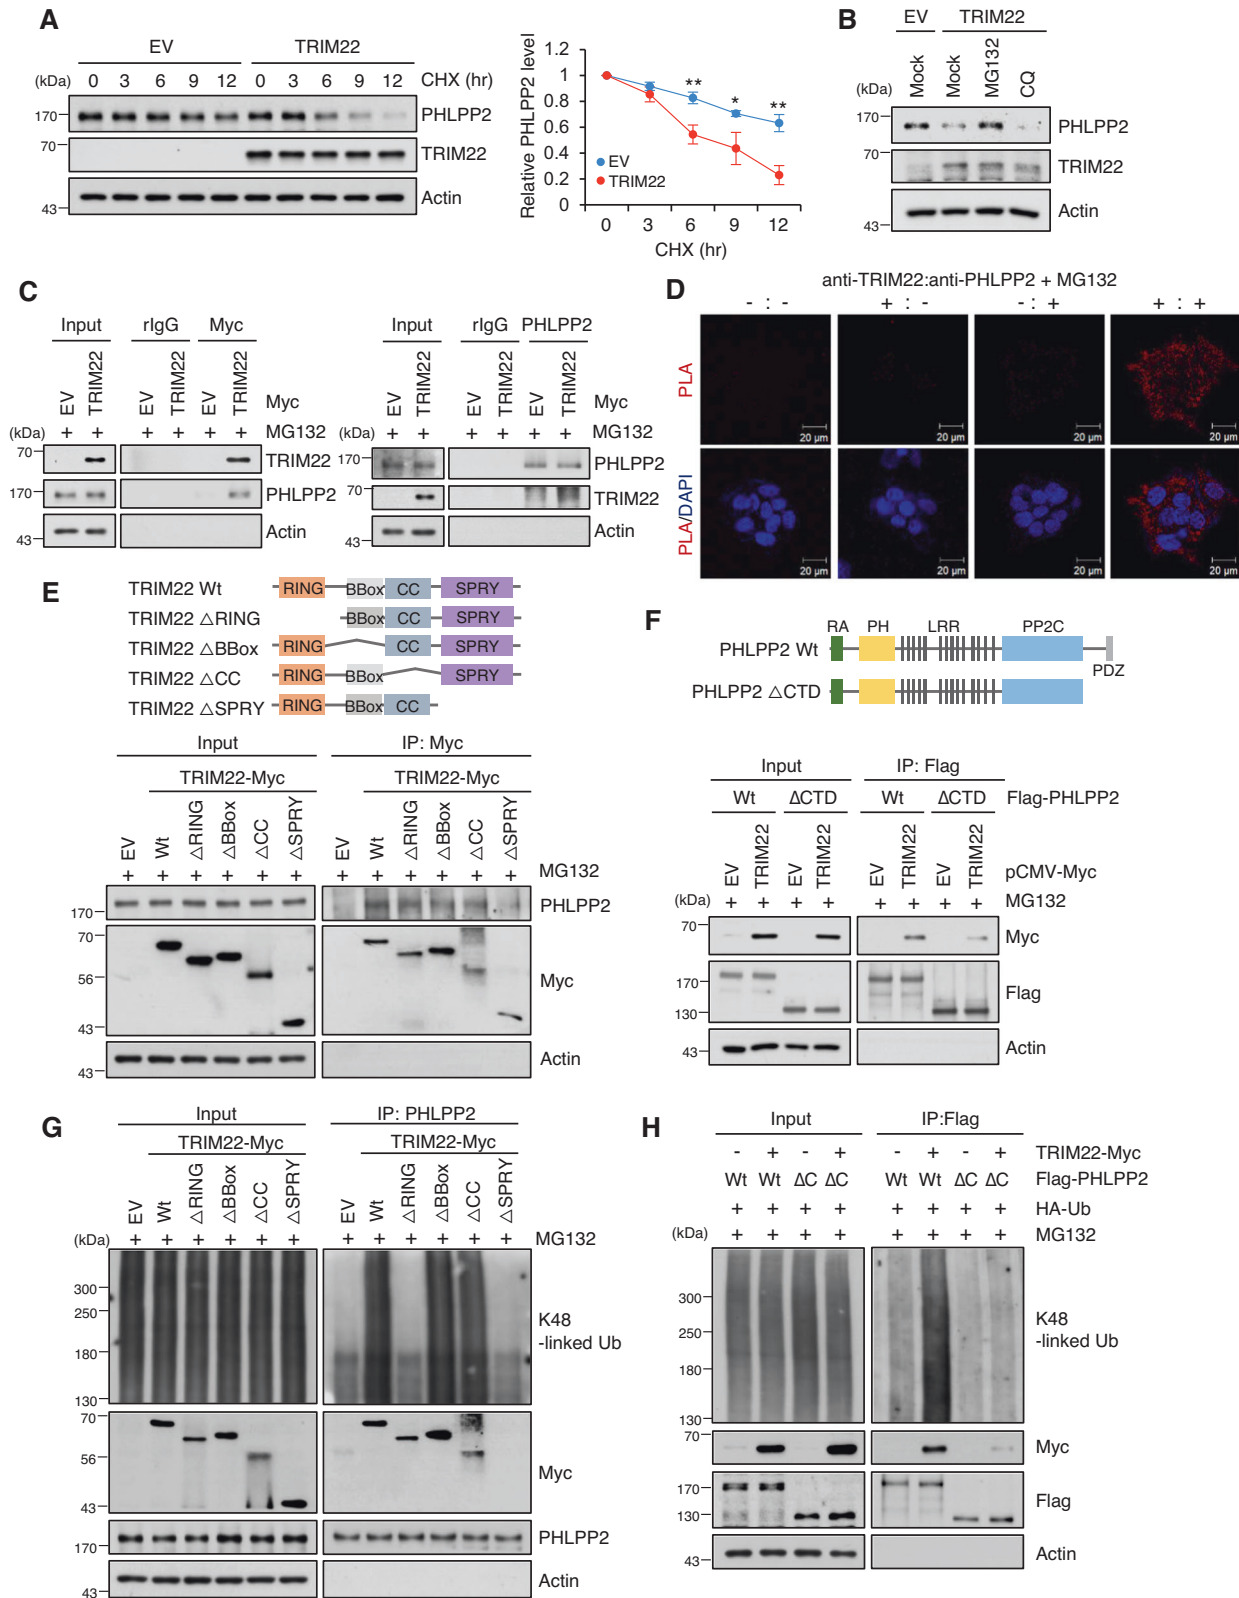 A
EV TRIM22
(kDa) 0 3 6 9 12 0 3 6 9 12 CHX (hr)
170 PHLPP2
70 TRIM22
43 Actin
Relative PHLPP2 level
1.2
1
0.8
0.6
0.4
0.2
0
** * **
EV
TRIM22
0 3 6 9 12
CHX (hr)
B
EV TRIM22
(kDa) Mock Mock MG132 CQ
170 PHLPP2
70 TRIM22
43 Actin
C
Input rIgG Myc
EV TRIM22 EV TRIM22 EV TRIM22 Myc
(kDa) + + + + + + MG132
70 TRIM22
170 PHLPP2
43 Actin
Input rIgG PHLPP2
EV TRIM22 EV TRIM22 EV TRIM22 Myc
(kDa) + + + + + + MG132
170 PHLPP2
70 TRIM22
43 Actin
D
anti-TRIM22:anti-PHLPP2 + MG132
- : - + : - - : + + : +
PLA
20 µm 20 µm 20 µm 20 µm
PLA/DAPI
20 µm 20 µm 20 µm 20 µm
E
TRIM22 Wt RING BBox CC SPRY
TRIM22 △RING BBox CC SPRY
TRIM22 △BBox RING CC SPRY
TRIM22 △CC RING BBox SPRY
TRIM22 △SPRY RING BBox CC
Input IP: Myc
TRIM22-Myc TRIM22-Myc
EV Wt △RING △BBox △CC △SPRY EV Wt △RING △BBox △CC △SPRY
+ + + + + + + + + + + + MG132
170 PHLPP2
70
56
43
Myc
43 Actin
F
RA PH LRR PP2C
PHLPP2 Wt
PDZ
PHLPP2 △CTD
Input IP: Flag
Wt ΔCTD Wt ΔCTD Flag-PHLPP2
EV TRIM22 EV TRIM22 EV TRIM22 EV TRIM22 pCMV-Myc
(kDa) + + + + + + + + MG132
70 Myc
170
130
Flag
43 Actin
G
Input IP: PHLPP2
TRIM22-Myc TRIM22-Myc
EV Wt △RING △BBox △CC △SPRY EV Wt △RING △BBox △CC △SPRY
(kDa) + + + + + + + + + + + + MG132
300
250
180
130
K48
-linked Ub
70
56
43
Myc
170 PHLPP2
43 Actin
H
Input IP:Flag
- + - + - + + TRIM22-Myc
Wt Wt ΔC ΔC Wt Wt ΔC ΔC Flag-PHLPP2
+ + + + + + + + HA-Ub
(kDa) + + + + + + + + MG132
300
250
180
130
K48
-linked Ub
70 Myc
170
130
Flag
43 Actin